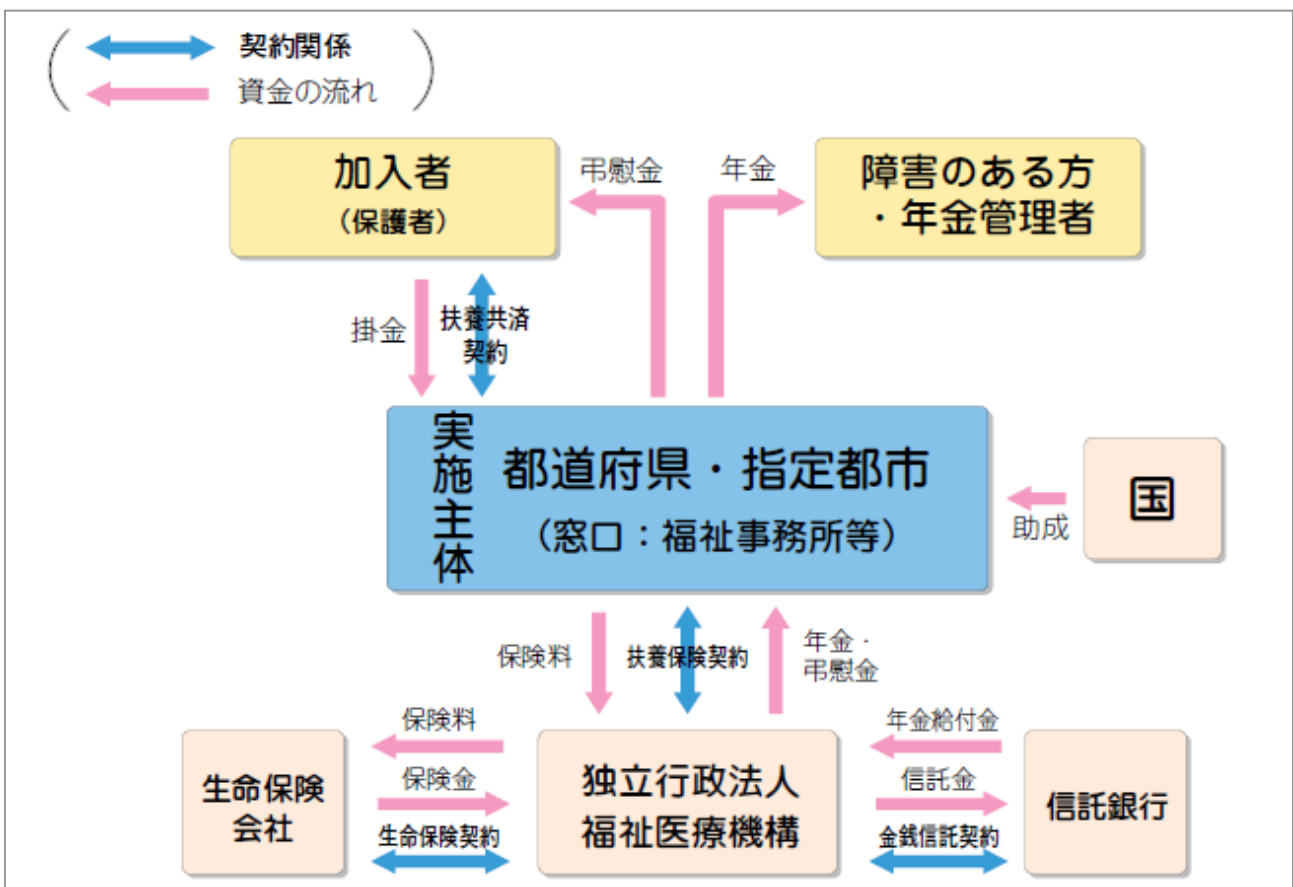 契約関係
資金の流れ
加入者
（保護者）
弔慰金
年金
障害のある方
・年金管理者
掛金
扶養共済
契約
実施主体
都道府県・指定都市
（窓口：福祉事務所等）
助成
国
保険料
扶養保険契約
年金・
弔慰金
生命保険
会社
保険料
保険金
生命保険契約
独立行政法人
福祉医療機構
年金給付金
信託金
金銭信託契約
信託銀行